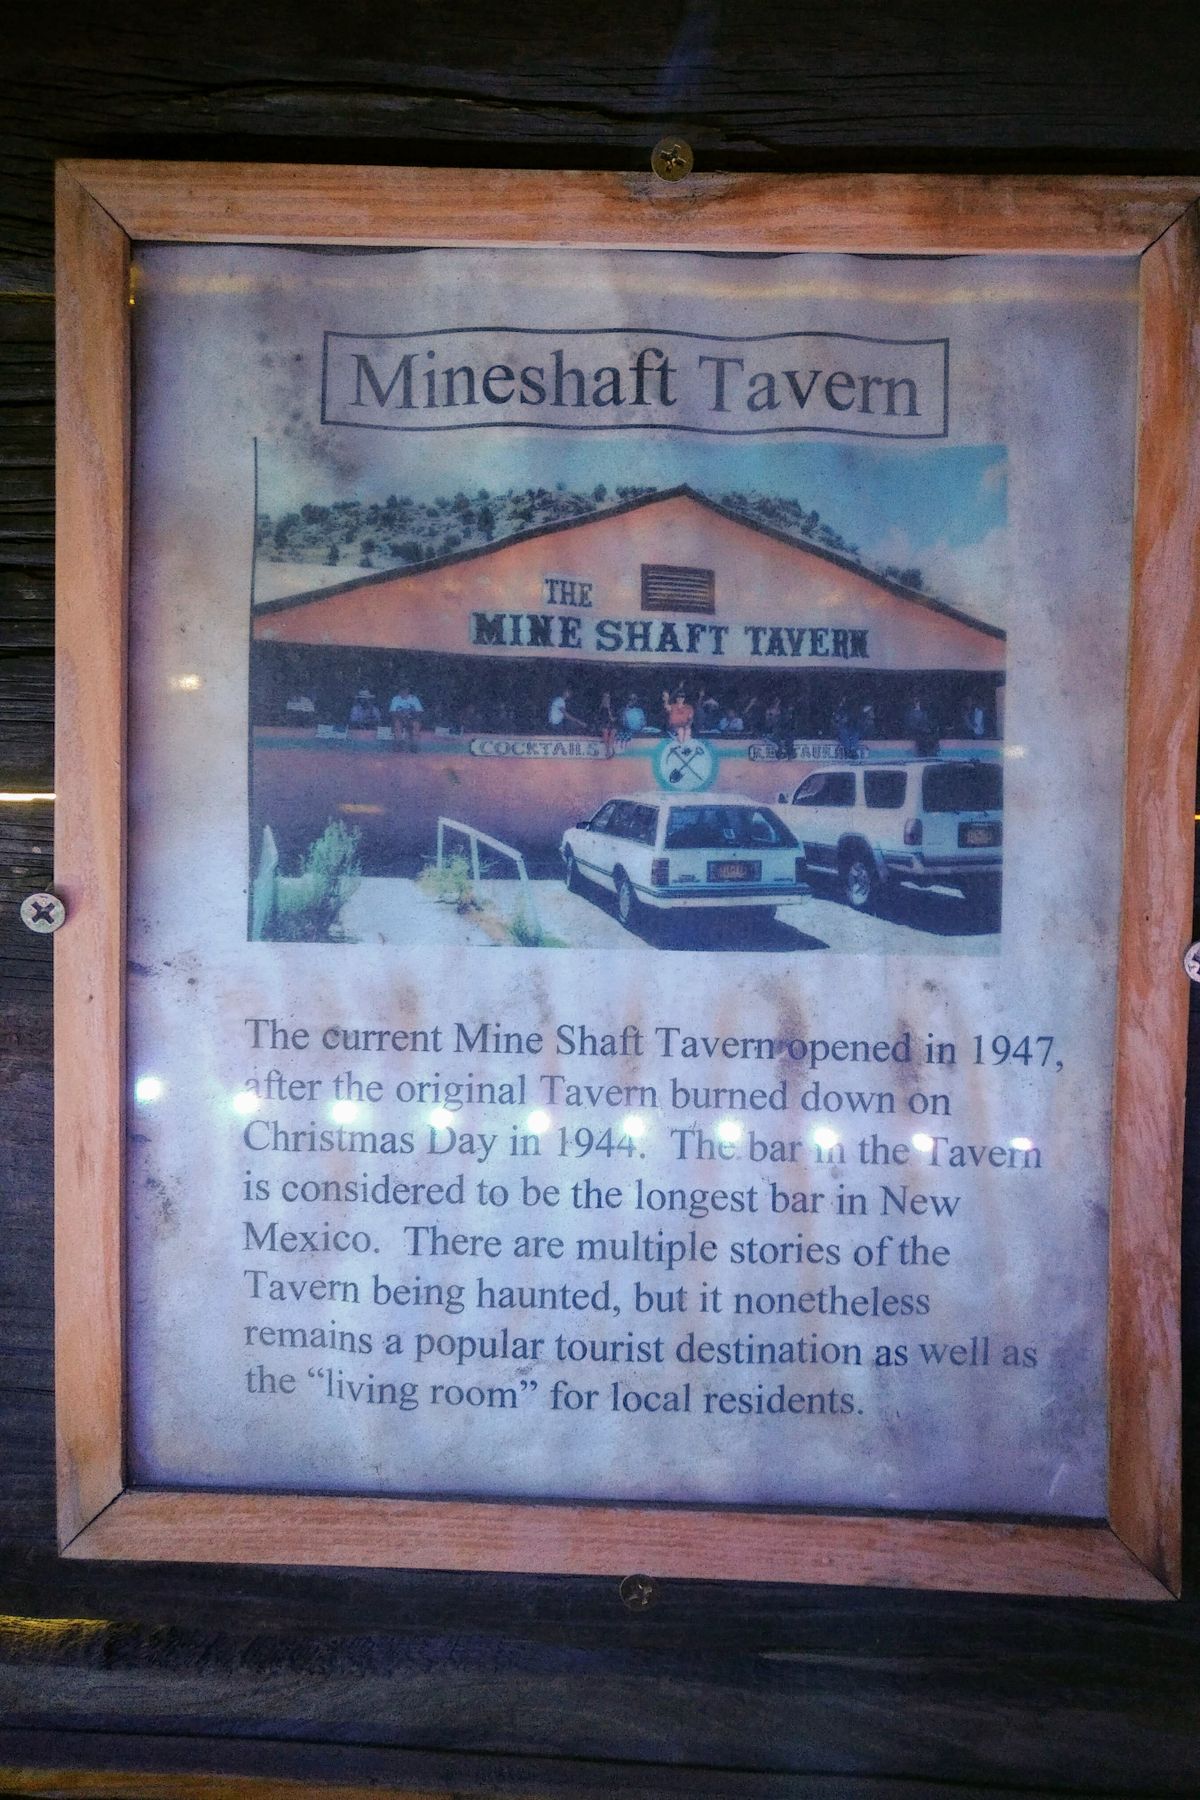 Mineshaft Tavern
THE
MINE SHAFT TAVERN
COCKTAILS
RESTAURANT
The current Mine Shaft Tavern opened in 1947,
after the original Tavern burned down on
Christmas Day in 1944.  The bar in the Tavern
is considered to be the longest bar in New
Mexico.  There are multiple stories of the
Tavern being haunted, but it nonetheless
remains a popular tourist destination as well as
the “living room” for local residents.